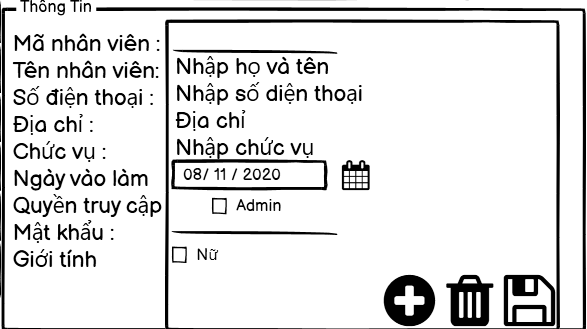 Thông Tin
Mã nhân viên :
Tên nhân viên: Nhập họ và tên
Số điện thoại : Nhập số diện thoại
Địa chỉ : Địa chỉ
Chức vụ : Nhập chức vụ
Ngày vào làm 08/ 11 / 2020
Quyền truy cập Admin
Mật khẩu :
Giới tính Nữ